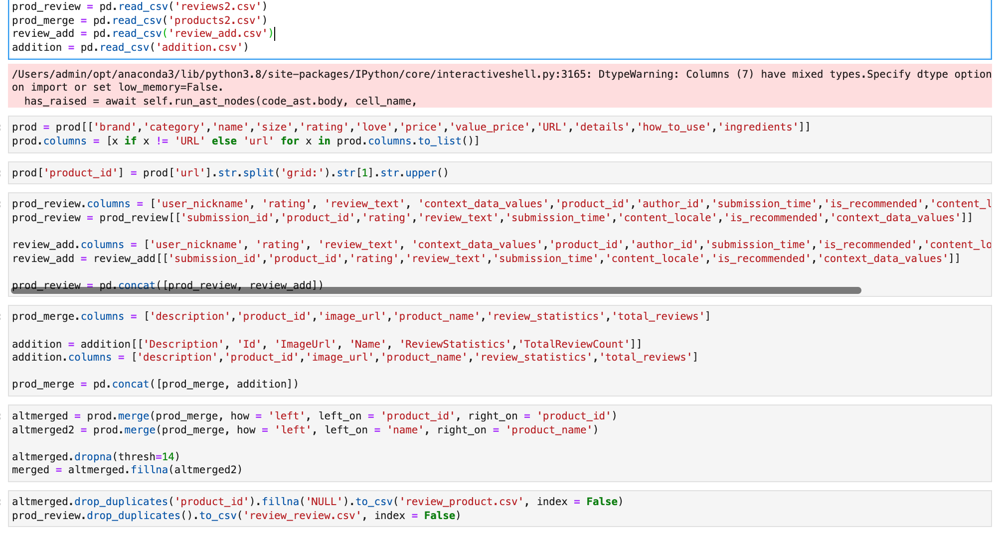 prod_review = pd.read_csv('reviews2.csv')
prod_merge = pd.read_csv('products2.csv')
review_add = pd.read_csv('review_add.csv')
addition = pd.read_csv('addition.csv')
/Users/admin/opt/anaconda3/lib/python3.8/site-packages/IPython/core/interactiveshell.py:3165: DtypeWarning: Columns (7) have mixed types.Specify dtype option
on import or set low_memory=False.
  has_raised = await self.run_ast_nodes(code_ast.body, cell_name,
prod = prod[['brand','category','name','size','rating','love','price','value_price','URL','details','how_to_use','ingredients']]
prod.columns = [x if x != 'URL' else 'url' for x in prod.columns.to_list()]
prod['product_id'] = prod['url'].str.split('grid:').str[1].str.upper()
prod_review.columns = ['user_nickname', 'rating', 'review_text', 'context_data_values','product_id','author_id','submission_time','is_recommended','content_l
prod_review = prod_review[['submission_id','product_id','rating','review_text','submission_time','content_locale','is_recommended','context_data_values']]
review_add.columns = ['user_nickname', 'rating', 'review_text', 'context_data_values','product_id','author_id','submission_time','is_recommended','content_lo
review_add = review_add[['submission_id','product_id','rating','review_text','submission_time','content_locale','is_recommended','context_data_values']]
prod_review = pd.concat([prod_review, review_add])
prod_merge.columns = ['description','product_id','image_url','product_name','review_statistics','total_reviews']
addition = addition[['Description', 'Id', 'ImageUrl', 'Name', 'ReviewStatistics','TotalReviewCount']]
addition.columns = ['description','product_id','image_url','product_name','review_statistics','total_reviews']
prod_merge = pd.concat([prod_merge, addition])
altmerged = prod.merge(prod_merge, how = 'left', left_on = 'product_id', right_on = 'product_id')
altmerged2 = prod.merge(prod_merge, how = 'left', left_on = 'name', right_on = 'product_name')
altmerged.dropna(thresh=14)
merged = altmerged.fillna(altmerged2)
altmerged.drop_duplicates('product_id').fillna('NULL').to_csv('review_product.csv', index = False)
prod_review.drop_duplicates().to_csv('review_review.csv', index = False)